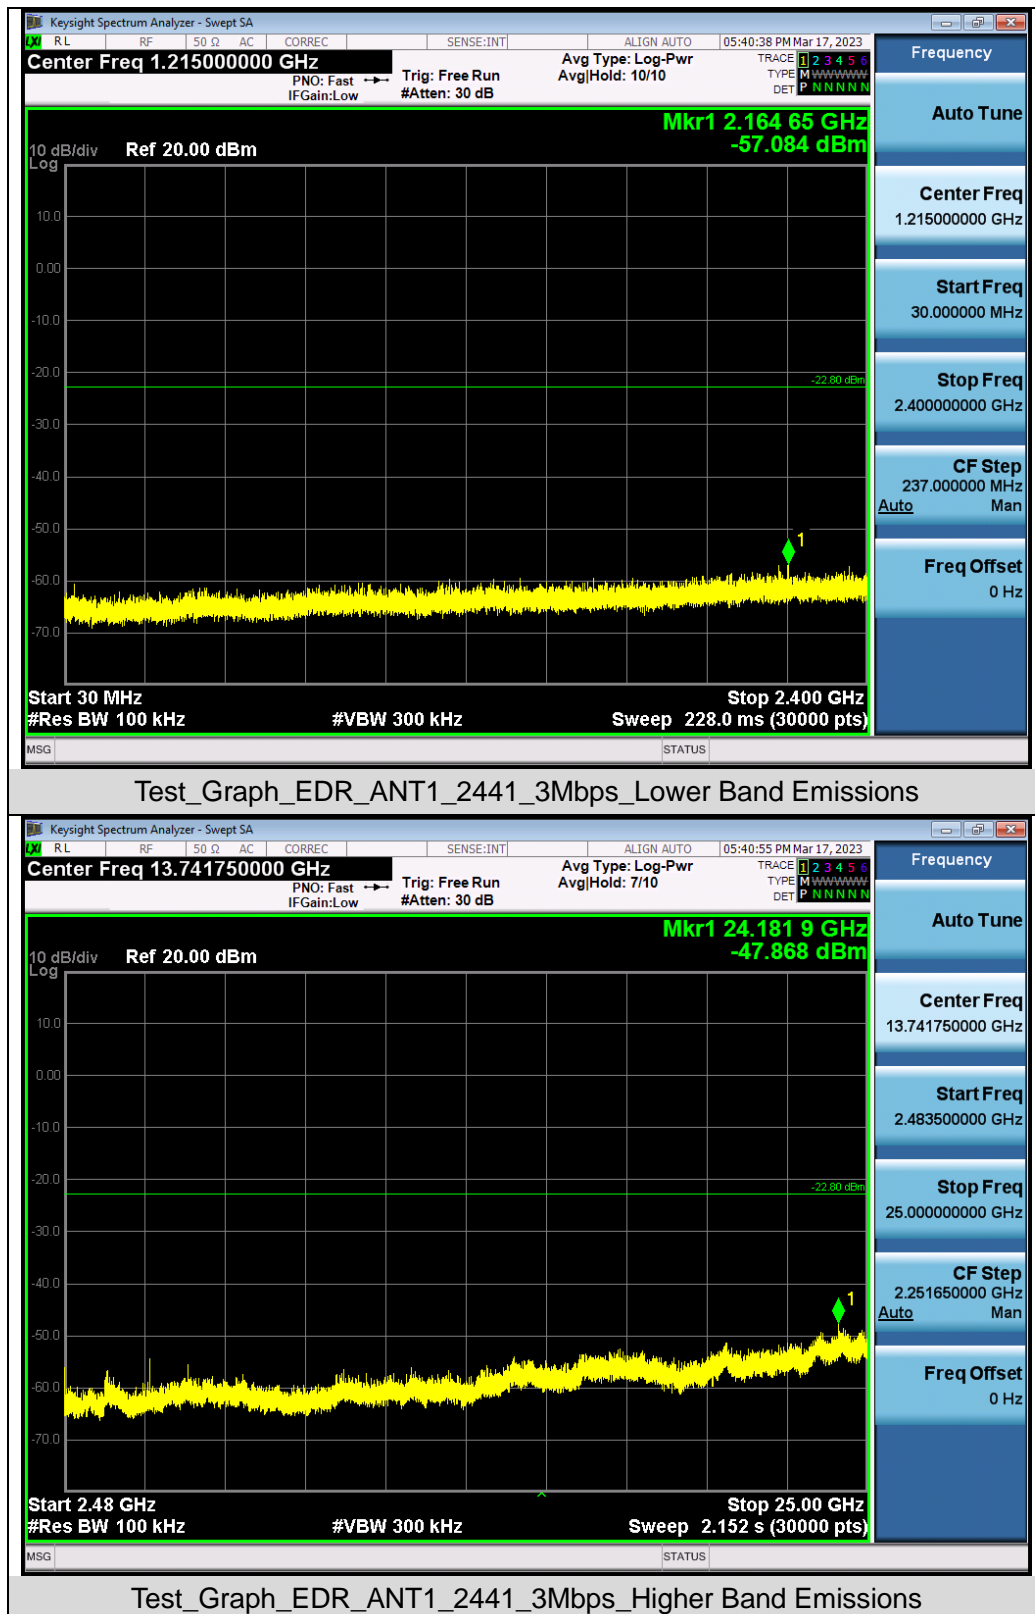 Keysight Spectrum Analyzer - Swept SA
LXI RL RF 50 Ω AC CORREC SENSE:INT ALIGN AUTO 05:40:38 PM Mar 17, 2023
Center Freq 1.215000000 GHz
PNO: Fast
IFGain:Low
Trig: Free Run
#Atten: 30 dB
Avg Type: Log-Pwr
Avg|Hold: 10/10
TRACE 1 2 3 4 5 6
TYPE M WWWWW
DET P N N N N N
Mkr1 2.164 65 GHz
-57.084 dBm
10 dB/div Ref 20.00 dBm
Log
10.0
0.00
-10.0
-20.0
-22.80 dBm
-30.0
-40.0
-50.0
1
-60.0
-70.0
Start 30 MHz Stop 2.400 GHz
#Res BW 100 kHz #VBW 300 kHz Sweep 228.0 ms (30000 pts)
MSG STATUS
Frequency
Auto Tune
Center Freq
1.215000000 GHz
Start Freq
30.000000 MHz
Stop Freq
2.400000000 GHz
CF Step
237.000000 MHz
Auto Man
Freq Offset
0 Hz
Test_Graph_EDR_ANT1_2441_3Mbps_Lower Band Emissions
Keysight Spectrum Analyzer - Swept SA
LXI RL RF 50 Ω AC CORREC SENSE:INT ALIGN AUTO 05:40:55 PM Mar 17, 2023
Center Freq 13.741750000 GHz
PNO: Fast
IFGain:Low
Trig: Free Run
#Atten: 30 dB
Avg Type: Log-Pwr
Avg|Hold: 7/10
TRACE 1 2 3 4 5 6
TYPE M WWWWW
DET P N N N N N
Mkr1 24.181 9 GHz
-47.868 dBm
10 dB/div Ref 20.00 dBm
Log
10.0
0.00
-10.0
-20.0
-22.80 dBm
-30.0
-40.0
1
-50.0
-60.0
-70.0
Start 2.48 GHz Stop 25.00 GHz
#Res BW 100 kHz #VBW 300 kHz Sweep 2.152 s (30000 pts)
MSG STATUS
Frequency
Auto Tune
Center Freq
13.741750000 GHz
Start Freq
2.483500000 GHz
Stop Freq
25.000000000 GHz
CF Step
2.251650000 GHz
Auto Man
Freq Offset
0 Hz
Test_Graph_EDR_ANT1_2441_3Mbps_Higher Band Emissions